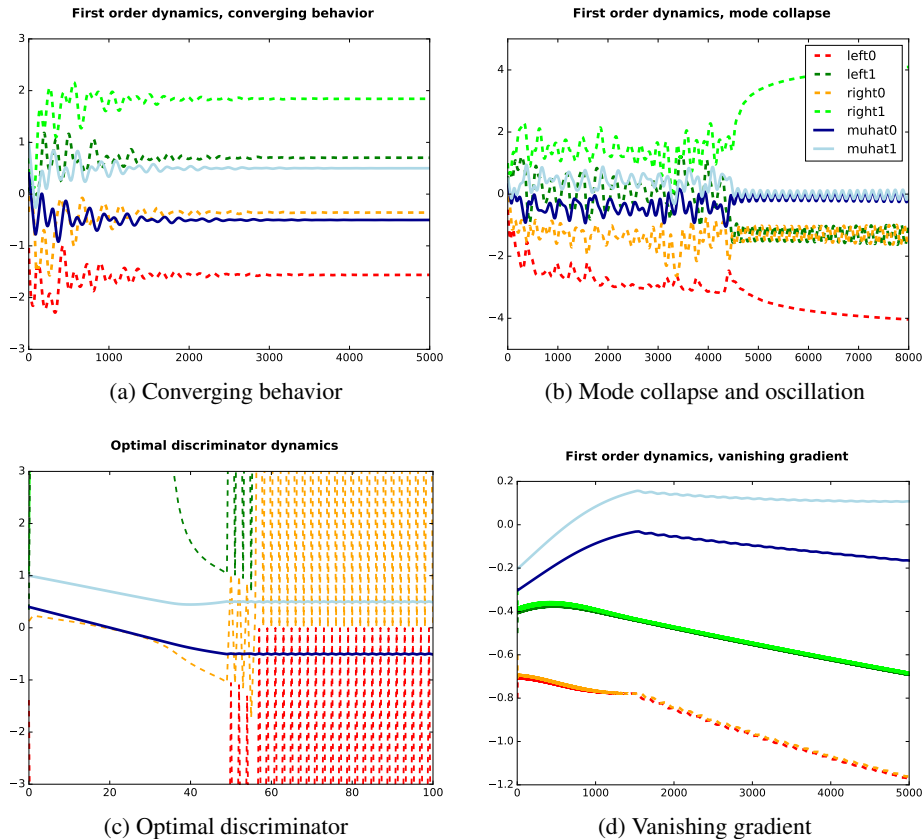 First order dynamics, converging behavior
3
2
1
0
−1
−2
−3
0 1000 2000 3000 4000 5000
(a) Converging behavior
First order dynamics, mode collapse
4
2
0
−2
−4
0 1000 2000 3000 4000 5000 6000 7000 8000
left0
left1
right0
right1
muhat0
muhat1
(b) Mode collapse and oscillation
Optimal discriminator dynamics
3
2
1
0
−1
−2
−3
0 20 40 60 80 100
(c) Optimal discriminator
First order dynamics, vanishing gradient
0.2
0.0
−0.2
−0.4
−0.6
−0.8
−1.0
−1.2
0 1000 2000 3000 4000 5000
(d) Vanishing gradient